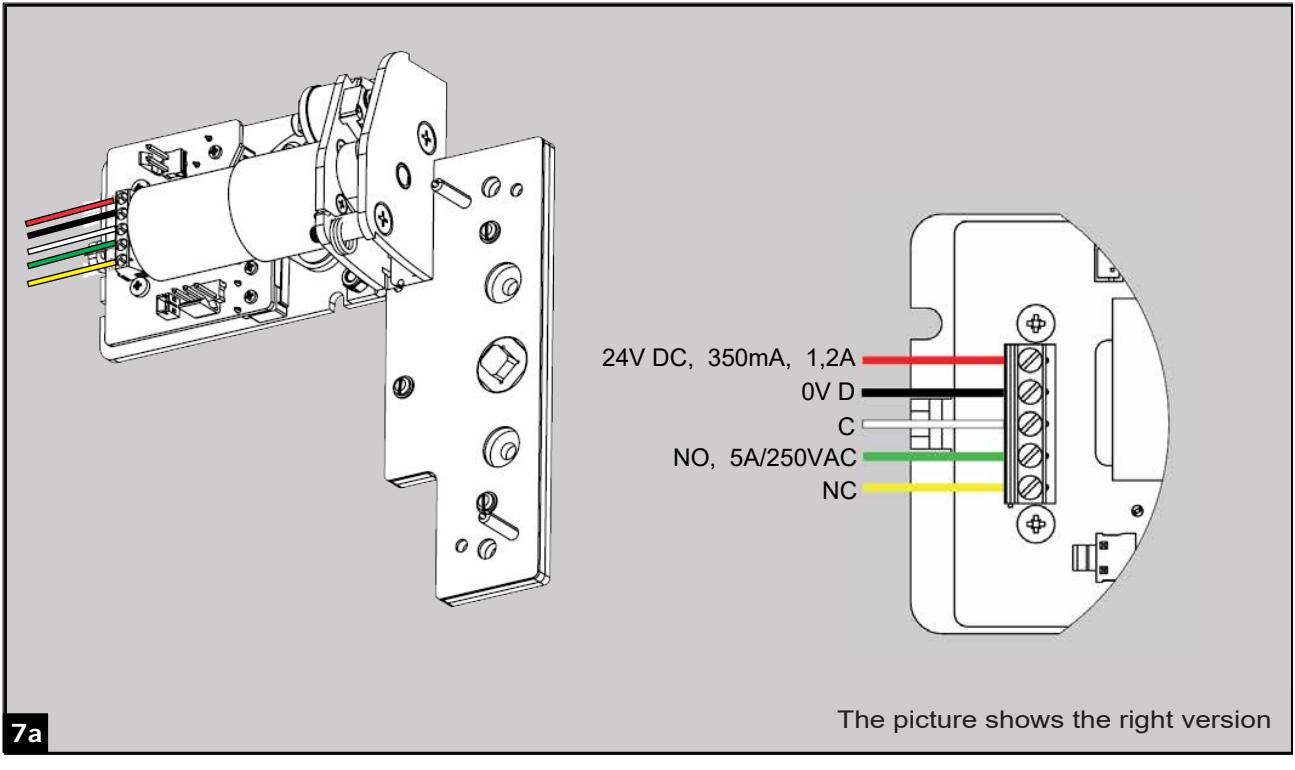 24V DC, 350mA, 1,2A
0V D
C
NO, 5A/250VAC
NC
7a
The picture shows the right version